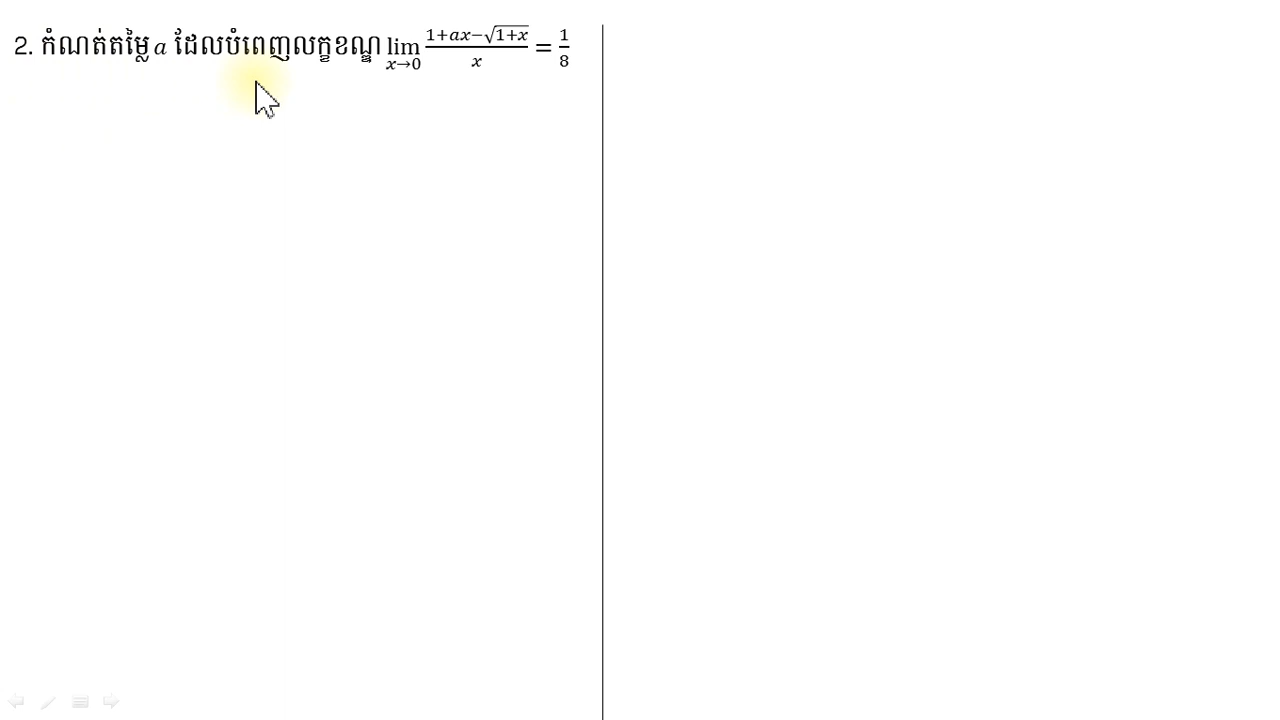 2. កំណត់តម្លៃ a ដែលបំពេញលក្ខខណ្ឌ lim x→0 (1+ax−√(1+x))/x = 1/8